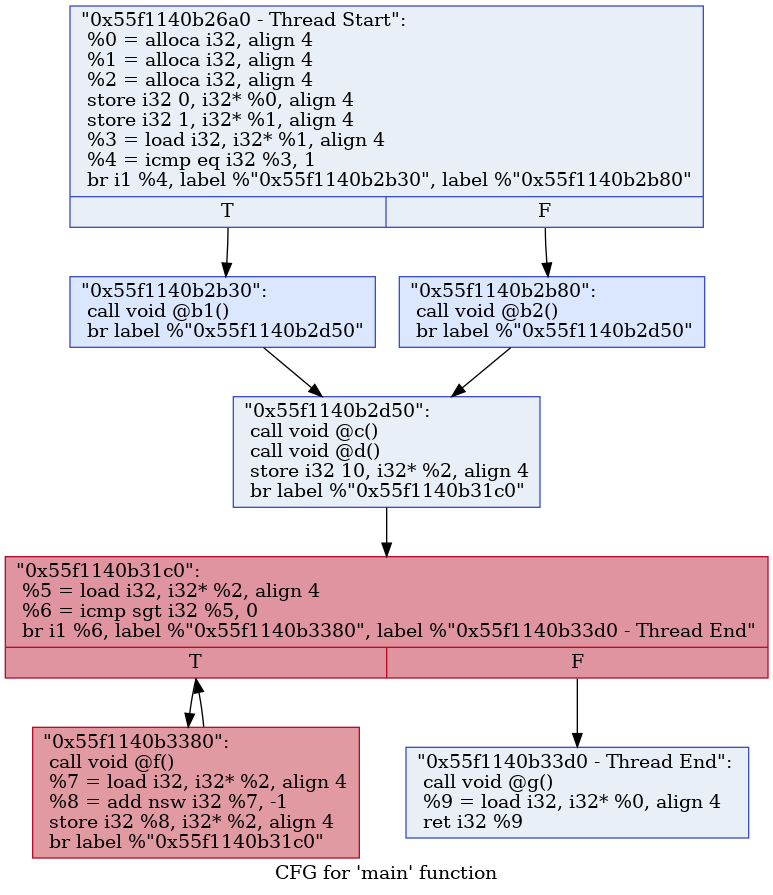 "0x55f1140b26a0 - Thread Start":
%0 = alloca i32, align 4
%1 = alloca i32, align 4
%2 = alloca i32, align 4
store i32 0, i32* %0, align 4
store i32 1, i32* %1, align 4
%3 = load i32, i32* %1, align 4
%4 = icmp eq i32 %3, 1
br i1 %4, label %"0x55f1140b2b30", label %"0x55f1140b2b80"
T
F
"0x55f1140b2b30":
call void @b1()
br label %"0x55f1140b2d50"
"0x55f1140b2b80":
call void @b2()
br label %"0x55f1140b2d50"
"0x55f1140b2d50":
call void @c()
call void @d()
store i32 10, i32* %2, align 4
br label %"0x55f1140b31c0"
"0x55f1140b31c0":
%5 = load i32, i32* %2, align 4
%6 = icmp sgt i32 %5, 0
br i1 %6, label %"0x55f1140b3380", label %"0x55f1140b33d0 - Thread End"
T
F
"0x55f1140b3380":
call void @f()
%7 = load i32, i32* %2, align 4
%8 = add nsw i32 %7, -1
store i32 %8, i32* %2, align 4
br label %"0x55f1140b31c0"
"0x55f1140b33d0 - Thread End":
call void @g()
%9 = load i32, i32* %0, align 4
ret i32 %9
CFG for 'main' function